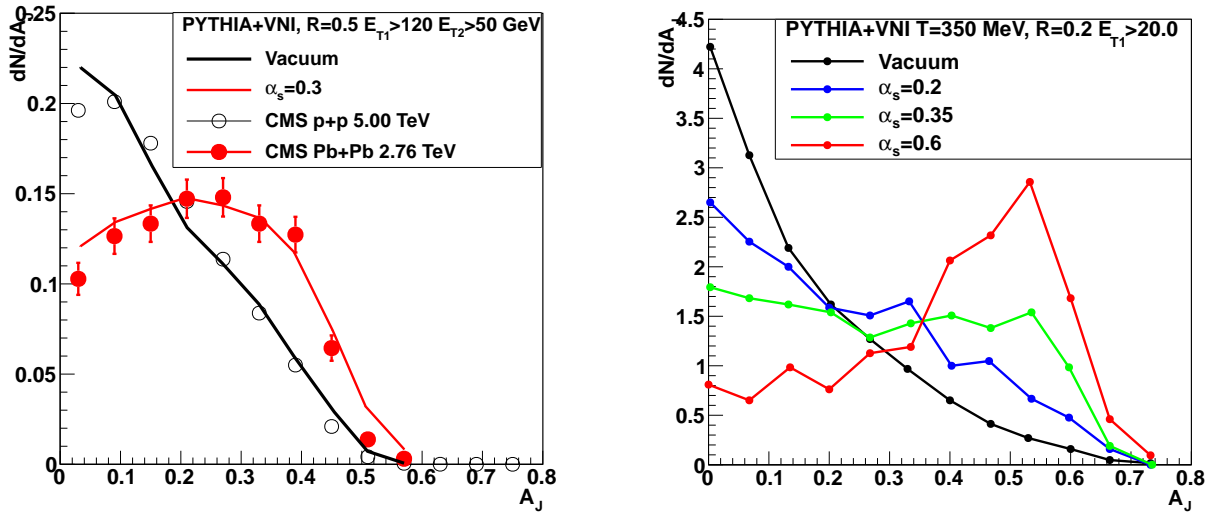 PYTHIA+VNI, R=0.5 E_T1>120 E_T2>50 GeV
Vacuum
α_s=0.3
CMS p+p 5.00 TeV
CMS Pb+Pb 2.76 TeV
dN/dA
0.25
0.2
0.15
0.1
0.05
0
0 0.1 0.2 0.3 0.4 0.5 0.6 0.7 0.8
A_J
PYTHIA+VNI T=350 MeV, R=0.2 E_T1>20.0
Vacuum
α_s=0.2
α_s=0.35
α_s=0.6
dN/dA
4.5
4
3.5
3
2.5
2
1.5
1
0.5
0
0 0.1 0.2 0.3 0.4 0.5 0.6 0.7 0.8
A_J